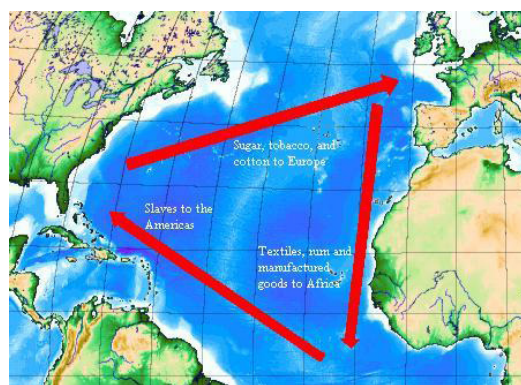 Sugar, tobacco, and
cotton to Europe
Slaves to the
Americas
Textiles, rum and
manufactured
goods to Africa